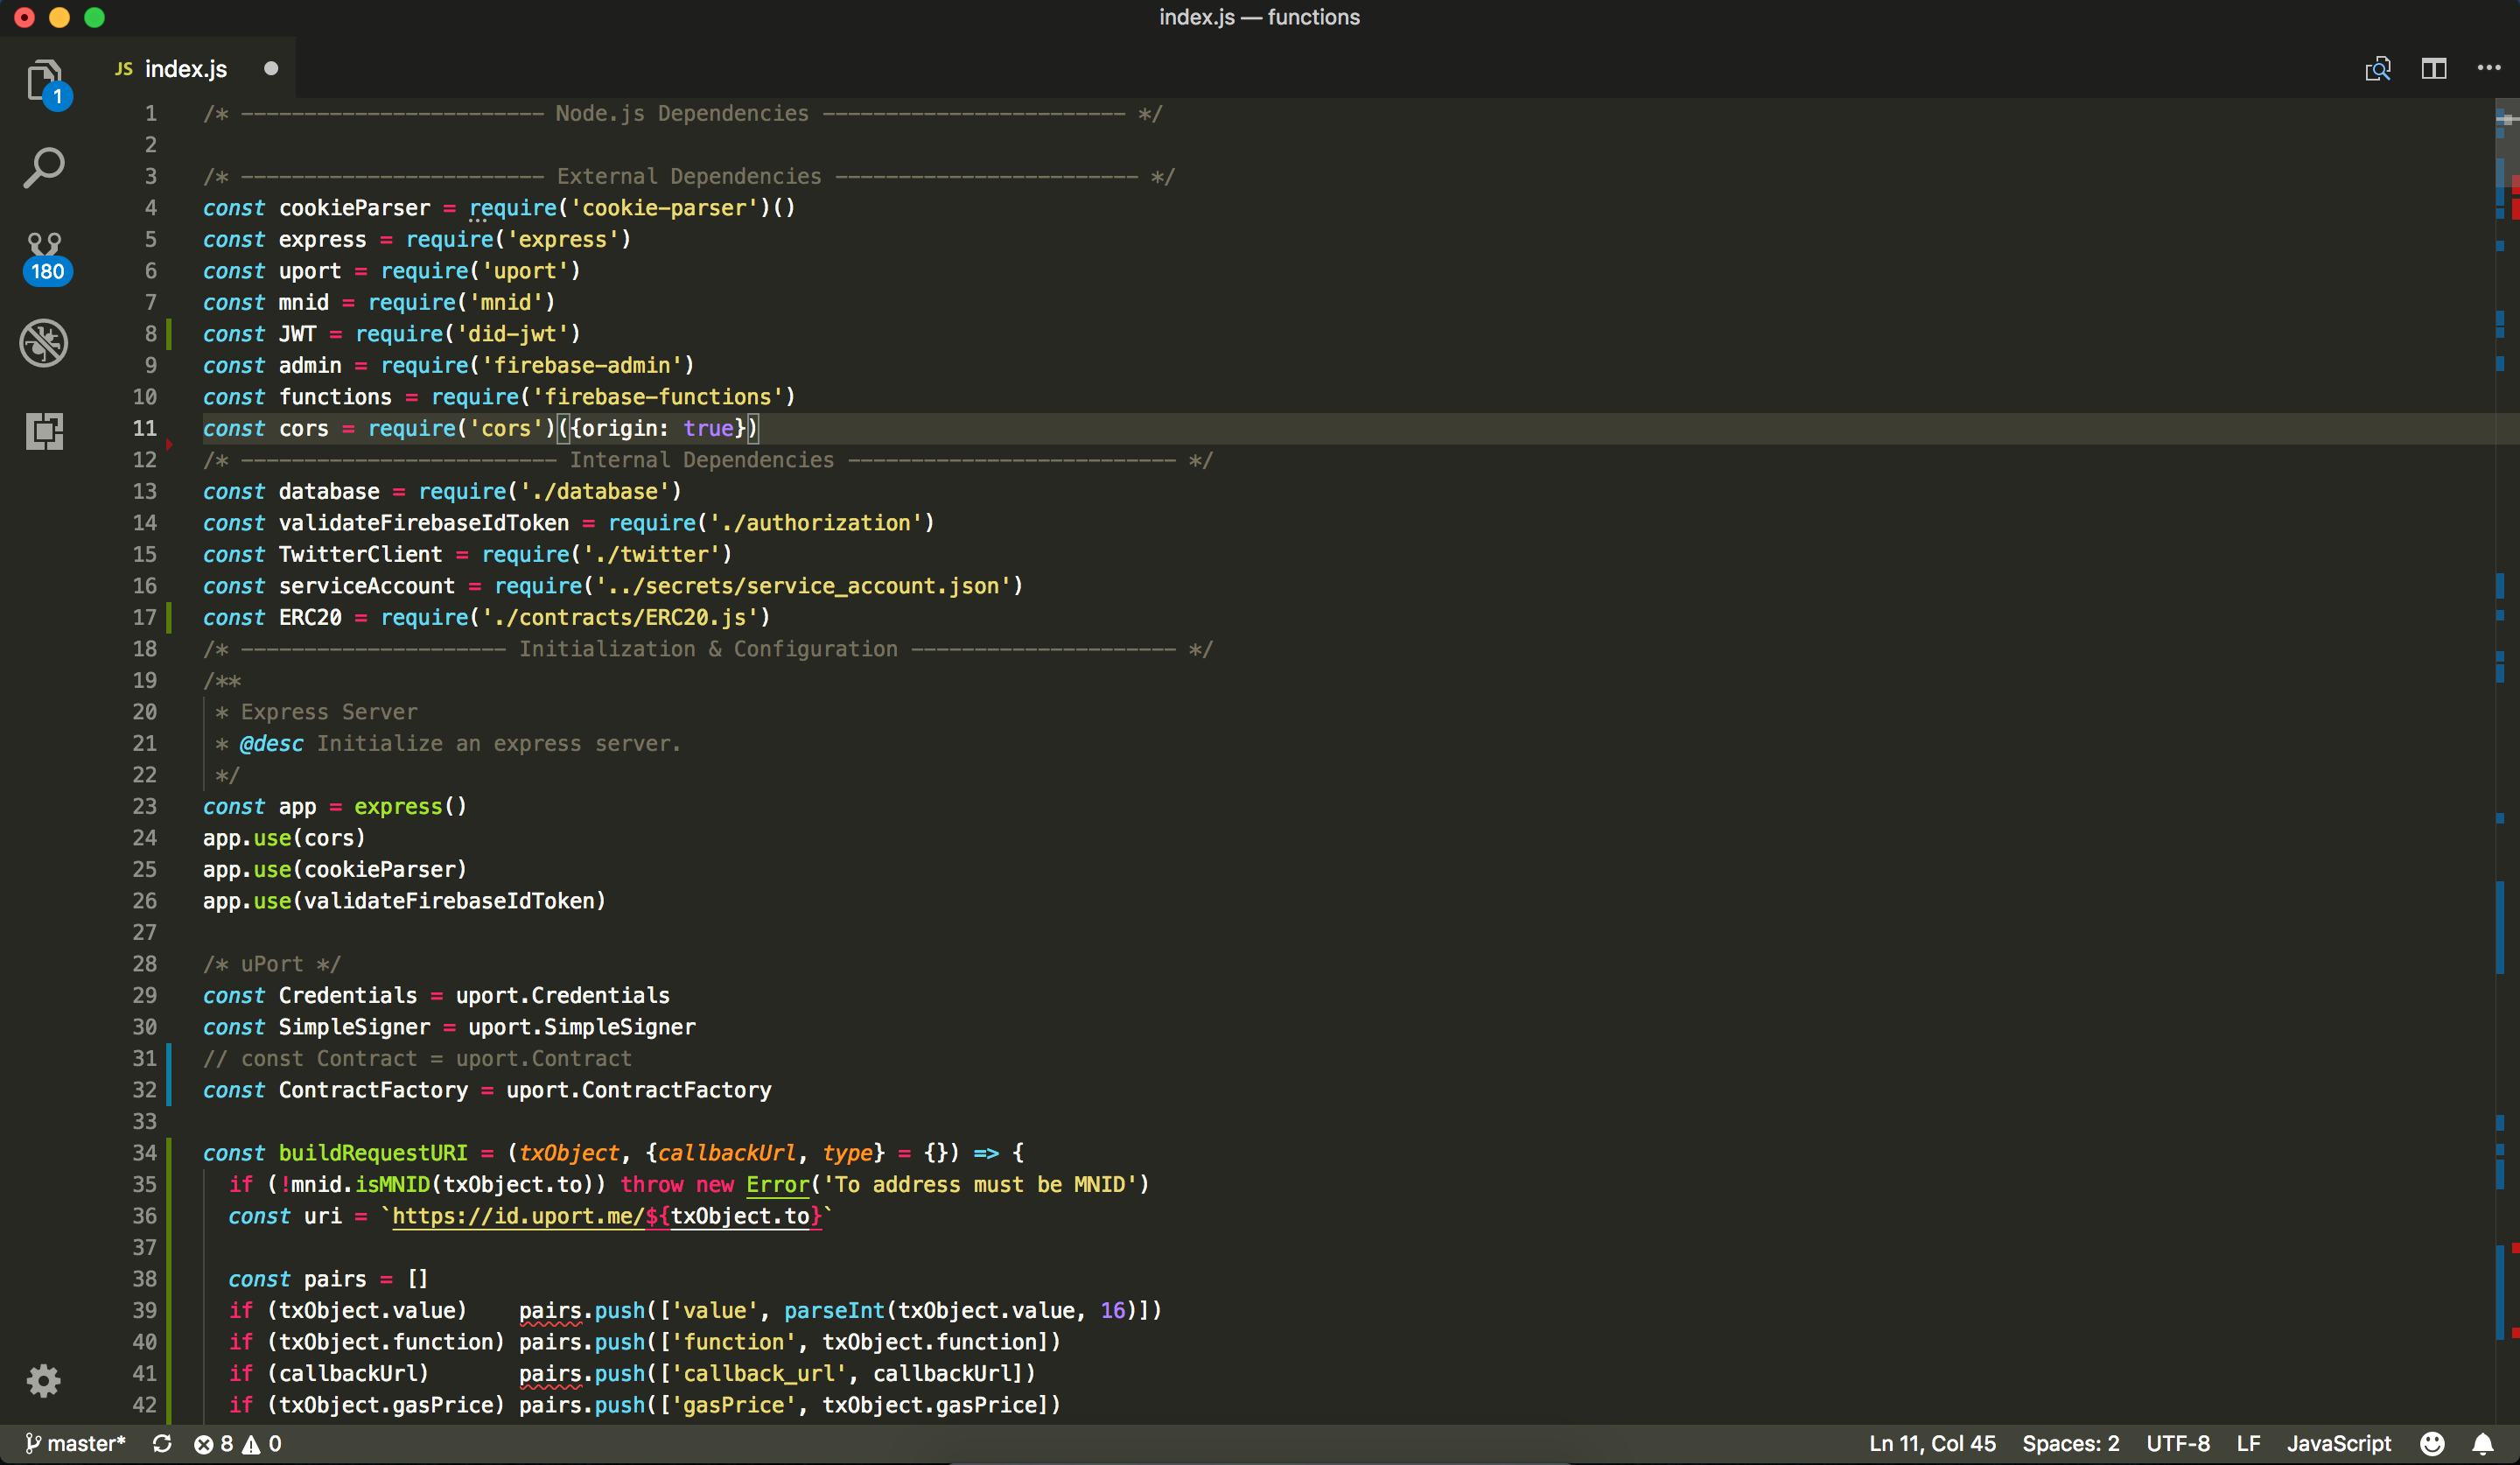 index.js — functions
JS index.js
1
180
1 /* ------------------------ Node.js Dependencies ------------------------ */
2
3 /* ------------------------ External Dependencies ------------------------ */
4 const cookieParser = require('cookie-parser')()
5 const express = require('express')
6 const uport = require('uport')
7 const mnid = require('mnid')
8 const JWT = require('did-jwt')
9 const admin = require('firebase-admin')
10 const functions = require('firebase-functions')
11 const cors = require('cors')({origin: true})
12 /* ------------------------- Internal Dependencies -------------------------- */
13 const database = require('./database')
14 const validateFirebaseIdToken = require('./authorization')
15 const TwitterClient = require('./twitter')
16 const serviceAccount = require('../secrets/service_account.json')
17 const ERC20 = require('./contracts/ERC20.js')
18 /* --------------------- Initialization & Configuration --------------------- */
19 /**
20  * Express Server
21  * @desc Initialize an express server.
22  */
23 const app = express()
24 app.use(cors)
25 app.use(cookieParser)
26 app.use(validateFirebaseIdToken)
27
28 /* uPort */
29 const Credentials = uport.Credentials
30 const SimpleSigner = uport.SimpleSigner
31 // const Contract = uport.Contract
32 const ContractFactory = uport.ContractFactory
33
34 const buildRequestURI = (txObject, {callbackUrl, type} = {}) => {
35   if (!mnid.isMNID(txObject.to)) throw new Error('To address must be MNID')
36   const uri = `https://id.uport.me/${txObject.to}`
37
38   const pairs = []
39   if (txObject.value)    pairs.push(['value', parseInt(txObject.value, 16)])
40   if (txObject.function) pairs.push(['function', txObject.function])
41   if (callbackUrl)       pairs.push(['callback_url', callbackUrl])
42   if (txObject.gasPrice) pairs.push(['gasPrice', txObject.gasPrice])
master* 8 0 Ln 11, Col 45 Spaces: 2 UTF-8 LF JavaScript